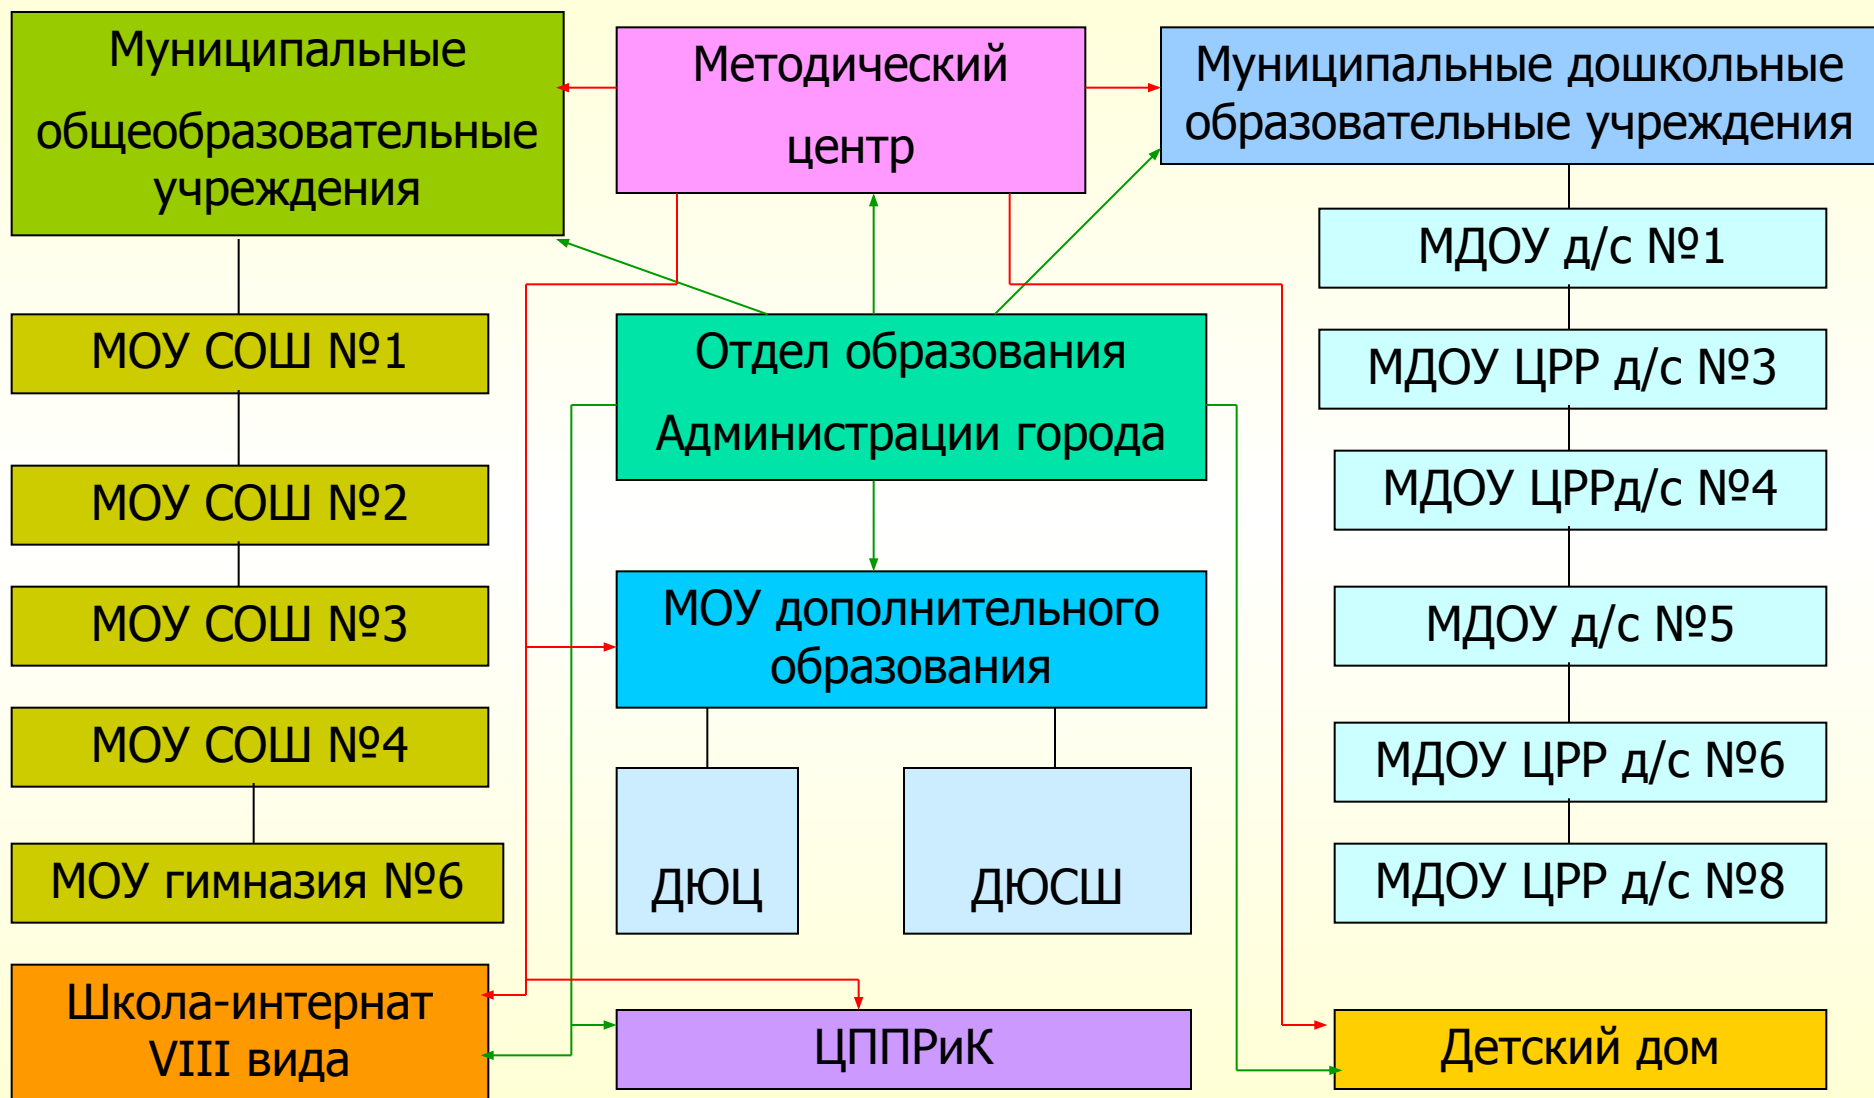 Муниципальные
общеобразовательные
учреждения
Методический
центр
Муниципальные дошкольные
образовательные учреждения
МОУ СОШ №1
МОУ СОШ №2
МОУ СОШ №3
МОУ СОШ №4
МОУ гимназия №6
Школа-интернат
VIII вида
Отдел образования
Администрации города
МОУ дополнительного
образования
ДЮЦ
ДЮСШ
ЦППРиК
МДОУ д/с №1
МДОУ ЦРР д/с №3
МДОУ ЦРРд/с №4
МДОУ д/с №5
МДОУ ЦРР д/с №6
МДОУ ЦРР д/с №8
Детский дом